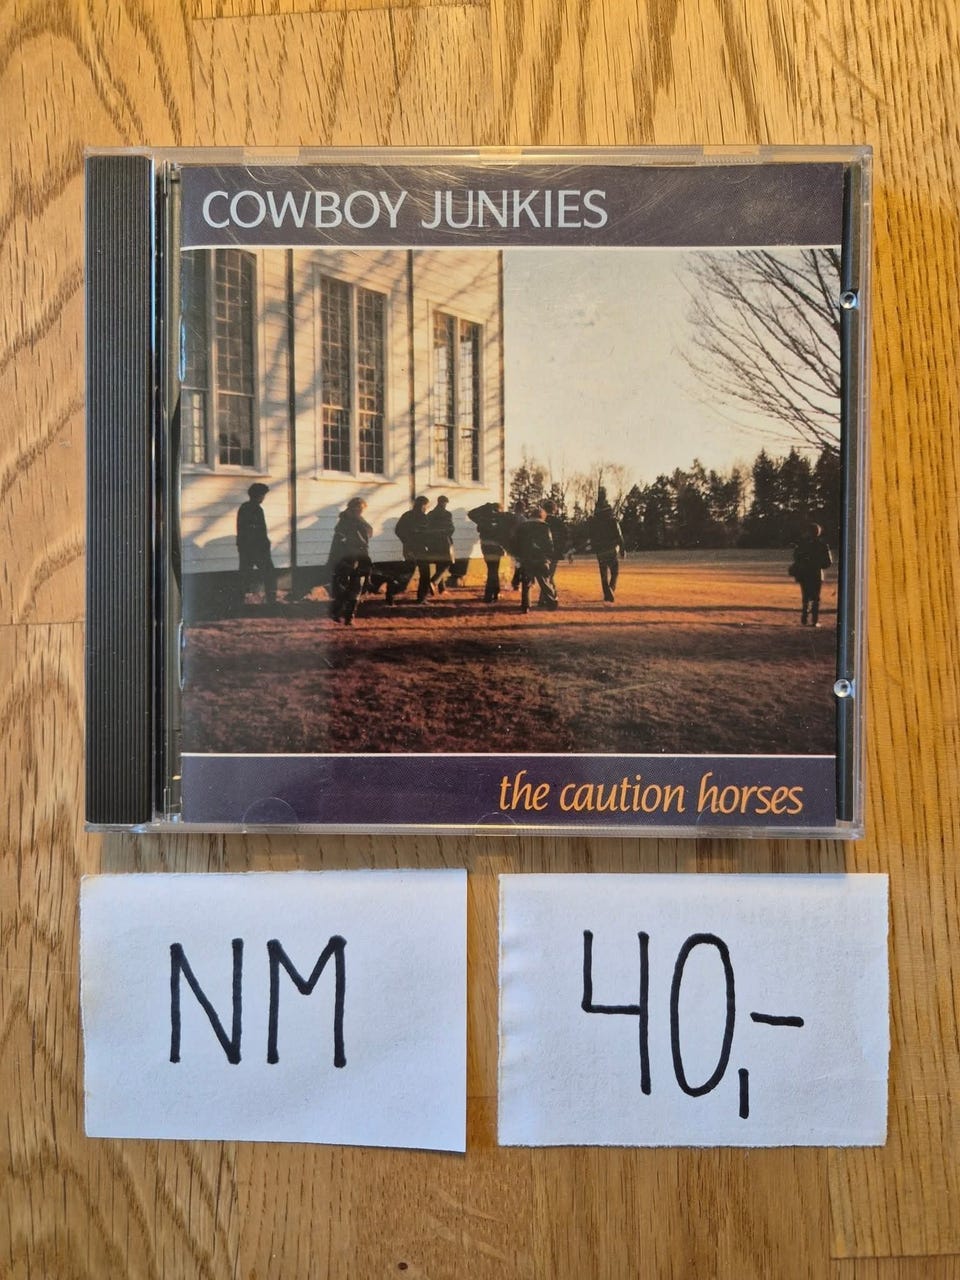 COWBOY JUNKIES
the caution horses
NM
40,-